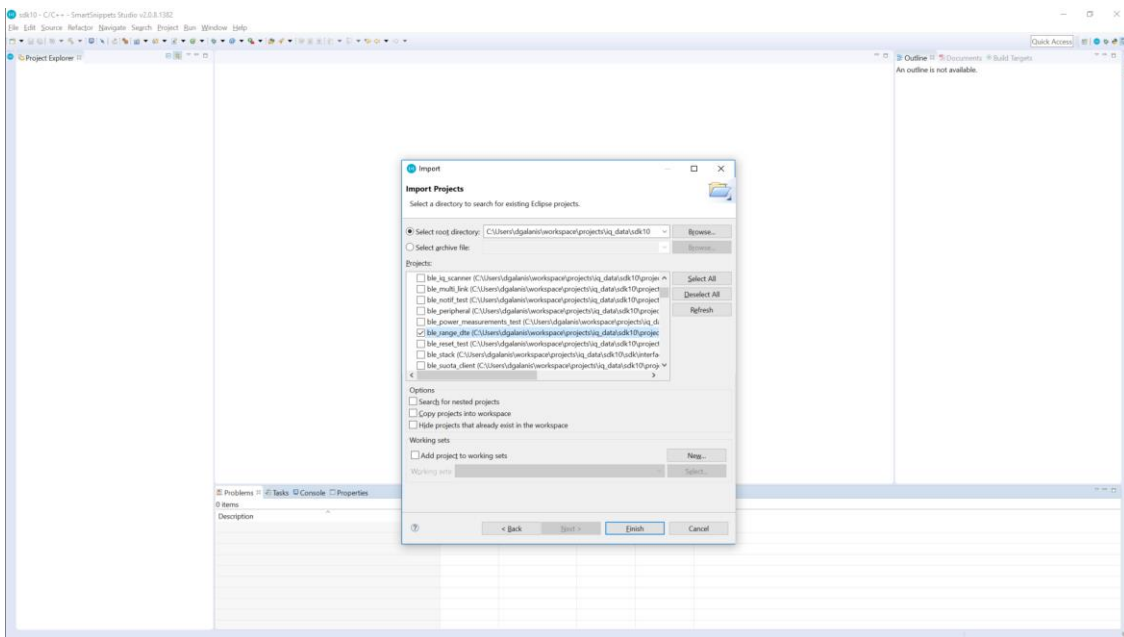 sdk10 - C/C++ - SmartSnippets Studio v2.0.8.1382
File Edit Source Refactor Navigate Search Project Run Window Help
Quick Access
Project Explorer
Outline Documents Build Targets
An outline is not available.
Import
Import Projects
Select a directory to search for existing Eclipse projects.
Select root directory: C:\Users\dgalanis\workspace\projects\iq_data\sdk10 Browse...
Select archive file: Browse...
Projects:
ble_iq_scanner (C:\Users\dgalanis\workspace\projects\iq_data\sdk10\projec Select All
ble_multi_link (C:\Users\dgalanis\workspace\projects\iq_data\sdk10\project Deselect All
ble_notif_test (C:\Users\dgalanis\workspace\projects\iq_data\sdk10\project
ble_peripheral (C:\Users\dgalanis\workspace\projects\iq_data\sdk10\projec Refresh
ble_power_measurements_test (C:\Users\dgalanis\workspace\projects\iq_da
ble_range_dte (C:\Users\dgalanis\workspace\projects\iq_data\sdk10\projec
ble_reset_test (C:\Users\dgalanis\workspace\projects\iq_data\sdk10\project
ble_stack (C:\Users\dgalanis\workspace\projects\iq_data\sdk10\sdk\interfa
ble_suota_client (C:\Users\dgalanis\workspace\projects\iq_data\sdk10\proje
Options
Search for nested projects
Copy projects into workspace
Hide projects that already exist in the workspace
Working sets
Add project to working sets New...
Working sets: Select...
Problems Tasks Console Properties
0 items
Description
< Back Next > Finish Cancel